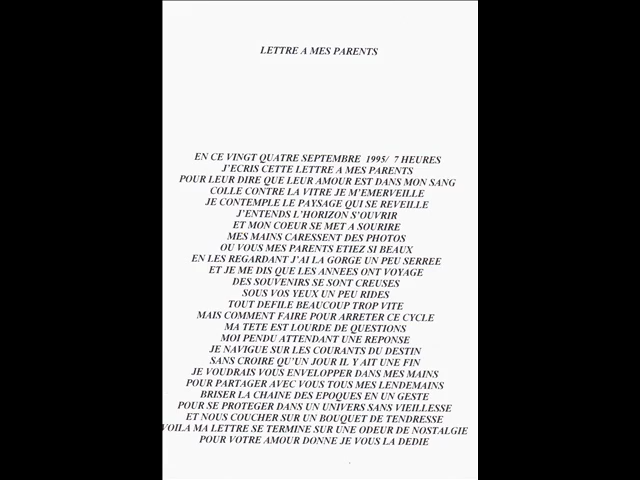 LETTRE A MES PARENTS
EN CE VINGT QUATRE SEPTEMBRE 1995/ 7 HEURES
J'ECRIS CETTE LETTRE A MES PARENTS
POUR LEUR DIRE QUE LEUR AMOUR EST DANS MON SANG
COLLE CONTRE LA VITRE JE M'EMERVEILLE
JE CONTEMPLE LE PAYSAGE QUI SE REVEILLE
J'ENTENDS L'HORIZON S'OUVRIR
ET MON COEUR SE MET A SOURIRE
MES MAINS CARESSENT DES PHOTOS
OU VOUS MES PARENTS ETIEZ SI BEAUX
EN LES REGARDANT J'AI LA GORGE UN PEU SERREE
ET JE ME DIS QUE LES ANNEES ONT VOYAGE
DES SOUVENIRS SE SONT CREUSES
SOUS VOS YEUX UN PEU RIDES
TOUT DEFILE BEAUCOUP TROP VITE
MAIS COMMENT FAIRE POUR ARRETER CE CYCLE
MA TETE EST LOURDE DE QUESTIONS
MOI PENDU ATTENDANT UNE REPONSE
JE NAVIGUE SUR LES COURANTS DU DESTIN
SANS CROIRE QU'UN JOUR IL Y AIT UNE FIN
JE VOUDRAIS VOUS ENVELOPPER DANS MES MAINS
POUR PARTAGER AVEC VOUS TOUS MES LENDEMAINS
BRISER LA CHAINE DES EPOQUES EN UN GESTE
POUR SE PROTEGER DANS UN UNIVERS SANS VIEILLESSE
ET NOUS COUCHER SUR UN BOUQUET DE TENDRESSE
VOILA MA LETTRE SE TERMINE SUR UNE ODEUR DE NOSTALGIE
POUR VOTRE AMOUR DONNE JE VOUS LA DEDIE